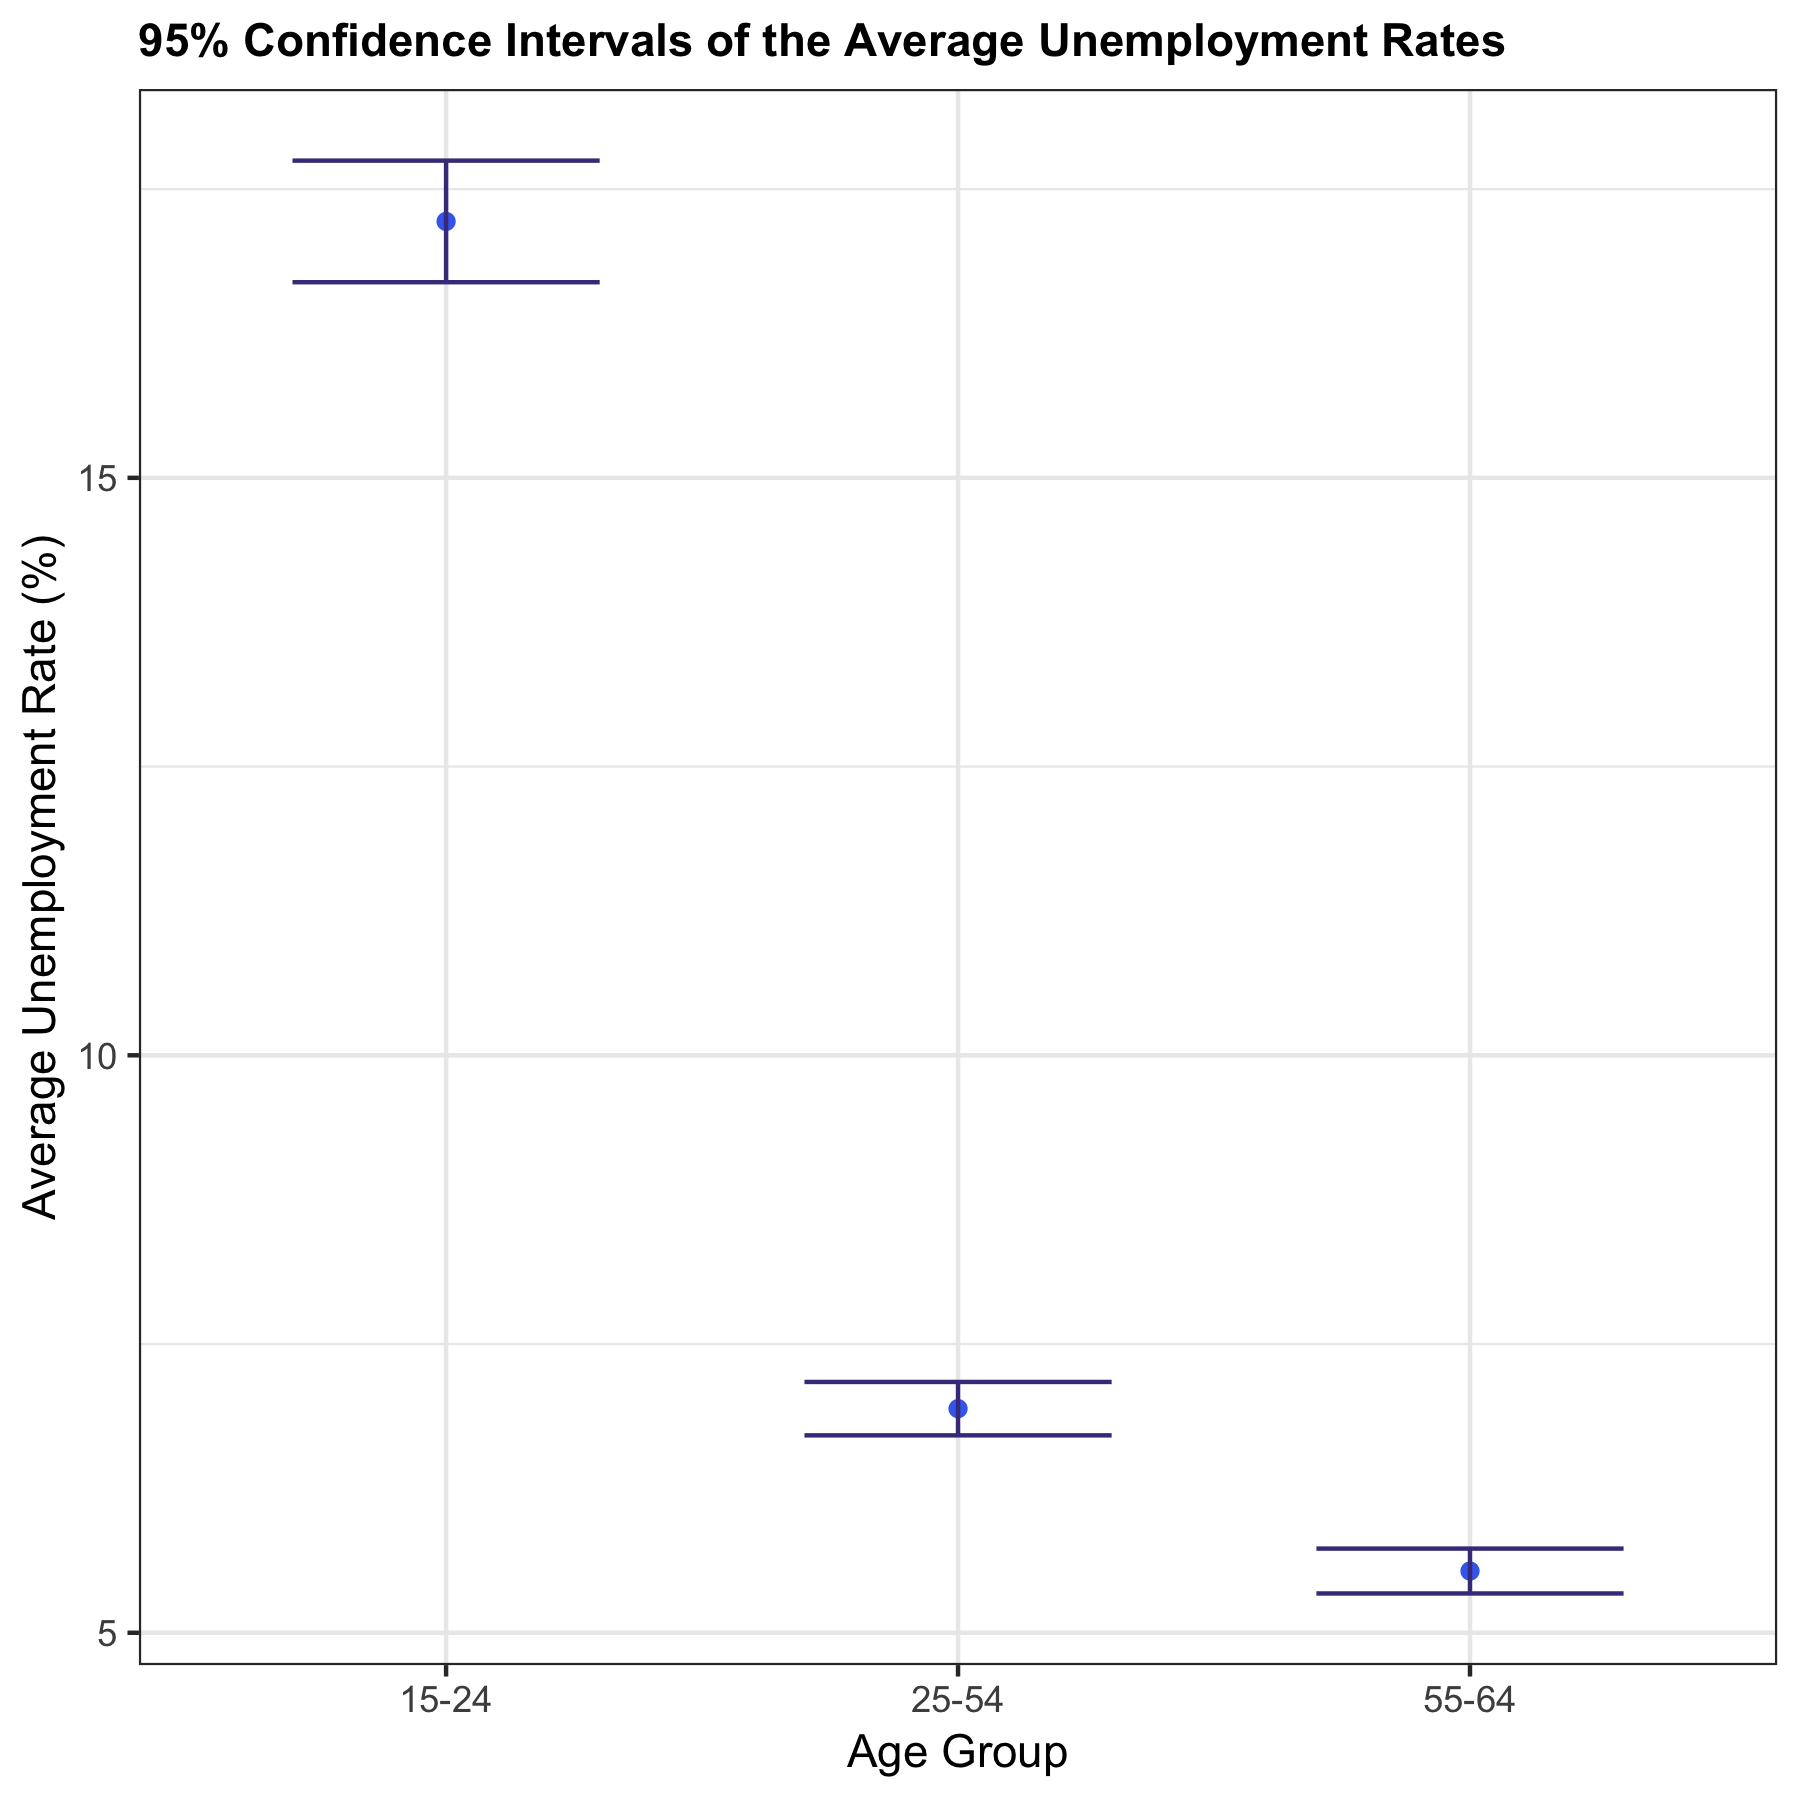 95% Confidence Intervals of the Average Unemployment Rates
Average Unemployment Rate (%)
15
10
5
15-24
25-54
55-64
Age Group